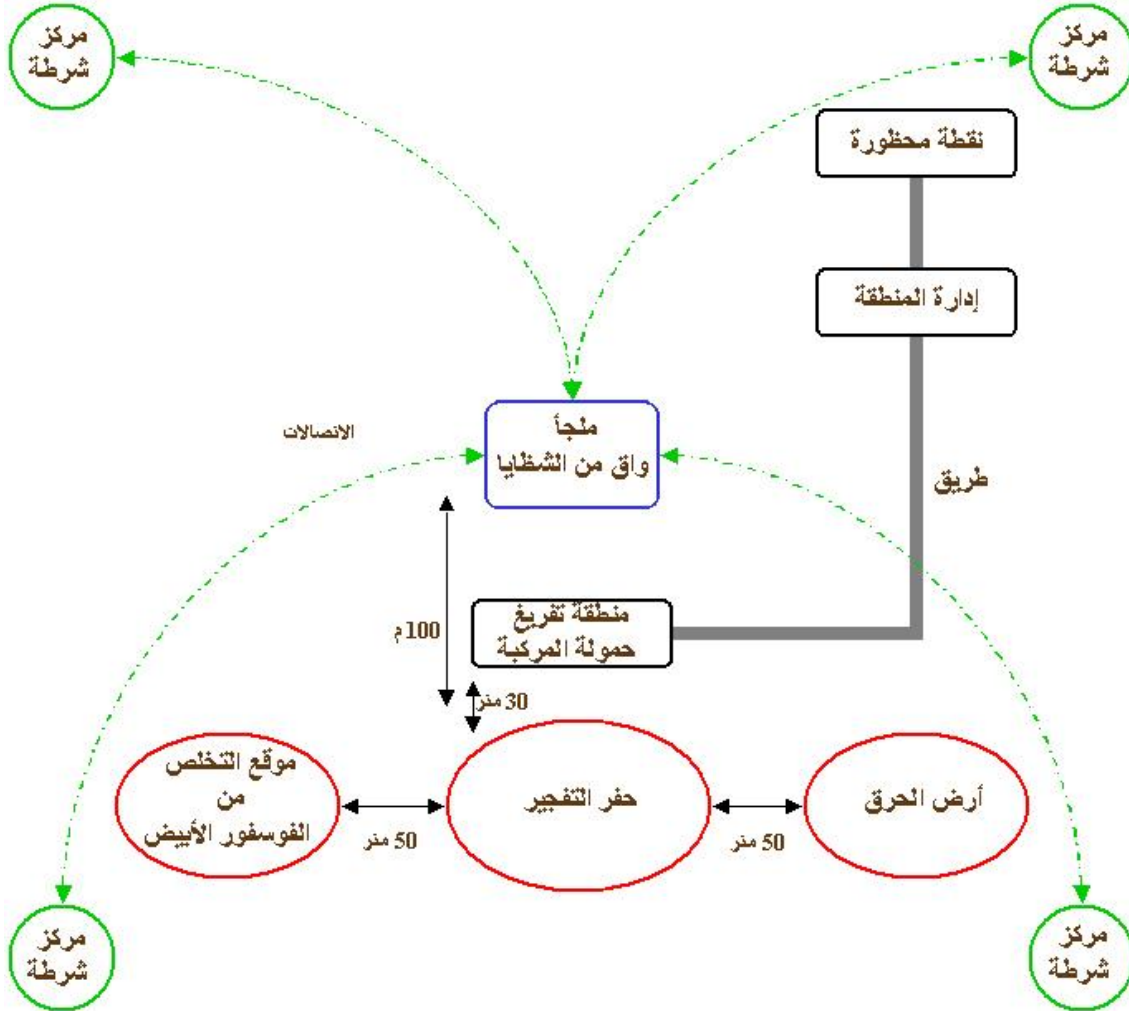 مركز
شرطة
مركز
شرطة
نقطة محظورة
إدارة المنطقة
ملجأ
واق من الشظايا
الاتصالات
طريق
منطقة تفريغ
حمولة المركبة
100م
30 متر
موقع التخلص
من
الفوسفور الأبيض
حفر التفجير
أرض الحرق
50 متر
50 متر
مركز
شرطة
مركز
شرطة